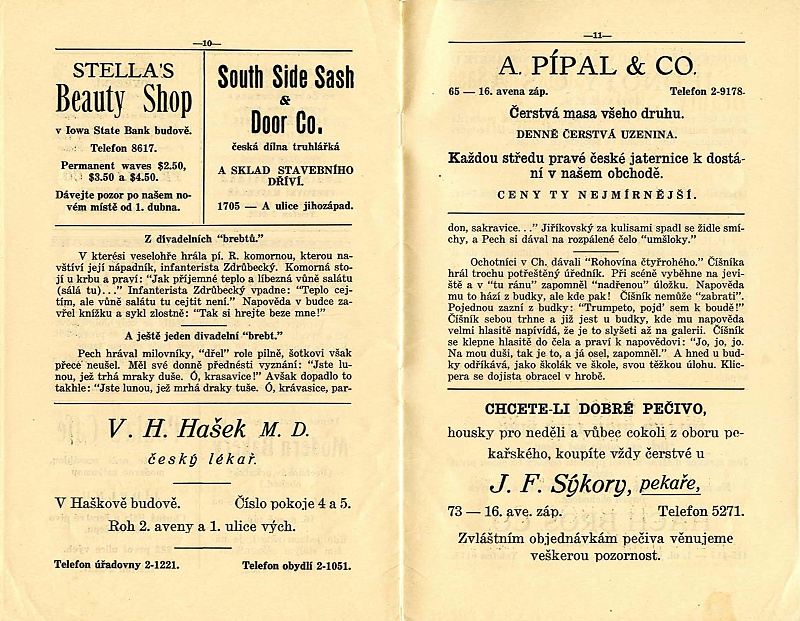 —10—
STELLA'S
Beauty Shop
v Iowa State Bank budově.
Telefon 8617.
Permanent waves $2.50,
$3.50 a $4.50.
Dávejte pozor po našem no-
vém místě od 1. dubna.
South Side Sash
&
Door Co.
česká dílna truhlářká
A SKLAD STAVEBNÍHO
DŘÍVÍ.
1705 — A ulice jihozápad.
Z divadelních "brebtů."
V kterési veselohře hrála pí. R. komornou, kterou na-
vštíví její nápadník, infanterista Zdrůbecký. Komorná sto-
jí u krbu a praví: "Jak příjemné teplo a líbezná vůně salátu
(sálá tu)..." Infanterista Zdrůbecký vpadne: "Teplo cej-
tím, ale vůně salátu tu cejtit není." Napověda v budce za-
vřel knížku a sykl zlostně: "Tak si hrejte beze mne!"
A ještě jeden divadelní "brebt."
Pech hrával milovníky, "dřel" role pilně, šotkovi však
přece neušel. Měl své donně přednésti vyznání: "Jste lu-
nou, jež trhá mraky duše. Ó, krasavice!" Avšak dopadlo to
takhle: "Jste lunou, jež mrhá draky tuše. Ó, krávasice, par-
V. H. Hašek M. D.
český lékař.
V Haškově budově. Číslo pokoje 4 a 5.
Roh 2. aveny a 1. ulice vých.
Telefon úřadovny 2-1221. Telefon obydlí 2-1051.
—11—
A. PÍPAL & CO.
65 — 16. avena záp. Telefon 2-9178.
Čerstvá masa všeho druhu.
DENNĚ ČERSTVÁ UZENINA.
Každou středu pravé české jaternice k dostá-
ní v našem obchodě.
CENY TY NEJMÍRNĚJŠÍ.
don, sakravice..." Jiříkovský za kulisami spadl se židle smí-
chy, a Pech si dával na rozpálené čelo "umšloky."
Ochotníci v Ch. dávali "Rohovína čtyrrohého." Číšníka
hrál trochu potřeštěný úředník. Při scéně vyběhne na jevi-
ště a v "tu ránu" zapomněl "nadřenou" úložku. Napověda
mu to hází z budky, ale kde pak! Číšník nemůže "zabrati".
Pojednou zazní z budky: "Trumpeto, pojď' sem k boudě!"
Číšník sebou trhne a již jest u budky, kde mu napověda
velmi hlasitě napívídá, že je to slyšeti až na galerii. Číšník
se klepne hlasitě do čela a praví k napovědovi: "Jo, jo, jo.
Na mou duši, tak je to, a já osel, zapomněl." A hned u bud-
ky odříkává, jako školák ve škole, svou těžkou úlohu. Klic-
pera se dojista obracel v hrobě.
CHCETE-LI DOBRÉ PEČIVO,
housky pro neděli a vůbec cokoli z oboru pe-
kařského, koupíte vždy čerstvé u
J. F. Sýkory, pekaře,
73 — 16. ave. záp. Telefon 5271.
Zvláštním objednávkám pečiva věnujeme
veškerou pozornost.